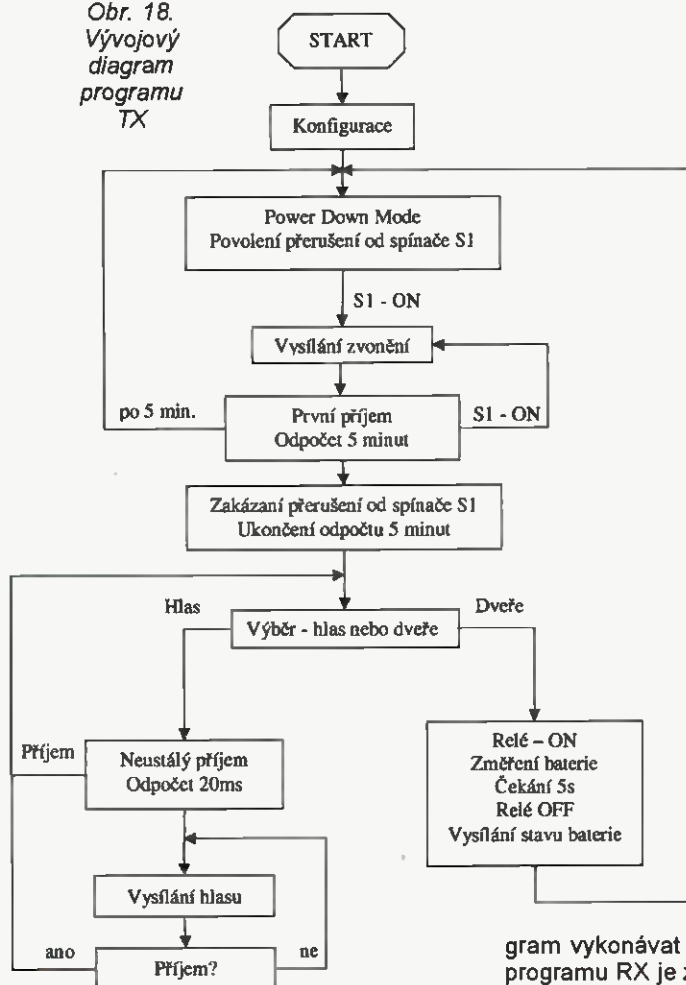 Obr. 18.
Vývojový
diagram
programu
TX
START
Konfigurace
Power Down Mode
Povolení přerušení od spínače S1
S1 - ON
Vysílání zvonění
po 5 min.
První příjem
Odpočet 5 minut
S1 - ON
Zakázaní přerušení od spínače S1
Ukončení odpočtu 5 minut
Hlas
Výběr - hlas nebo dveře
Dveře
Příjem
Neustálý příjem
Odpočet 20ms
Relé – ON
Změření baterie
Čekání 5s
Relé OFF
Vysílání stavu baterie
Vysílání hlasu
ano
Příjem?
ne
gram vykonávat
programu RX je z